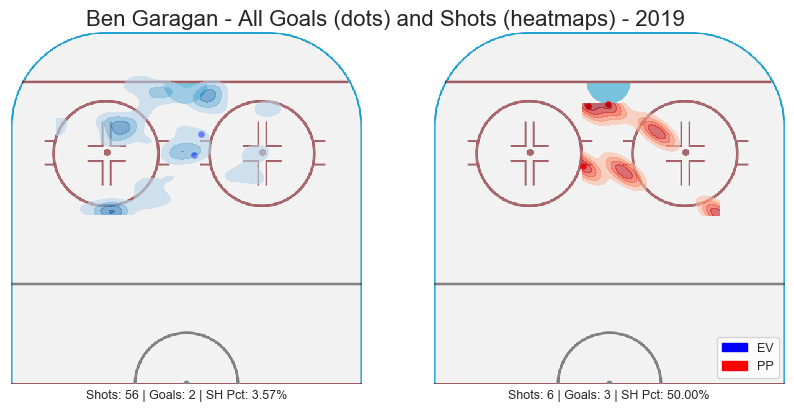 Ben Garagan - All Goals (dots) and Shots (heatmaps) - 2019
EV
PP
Shots: 56 | Goals: 2 | SH Pct: 3.57%
Shots: 6 | Goals: 3 | SH Pct: 50.00%